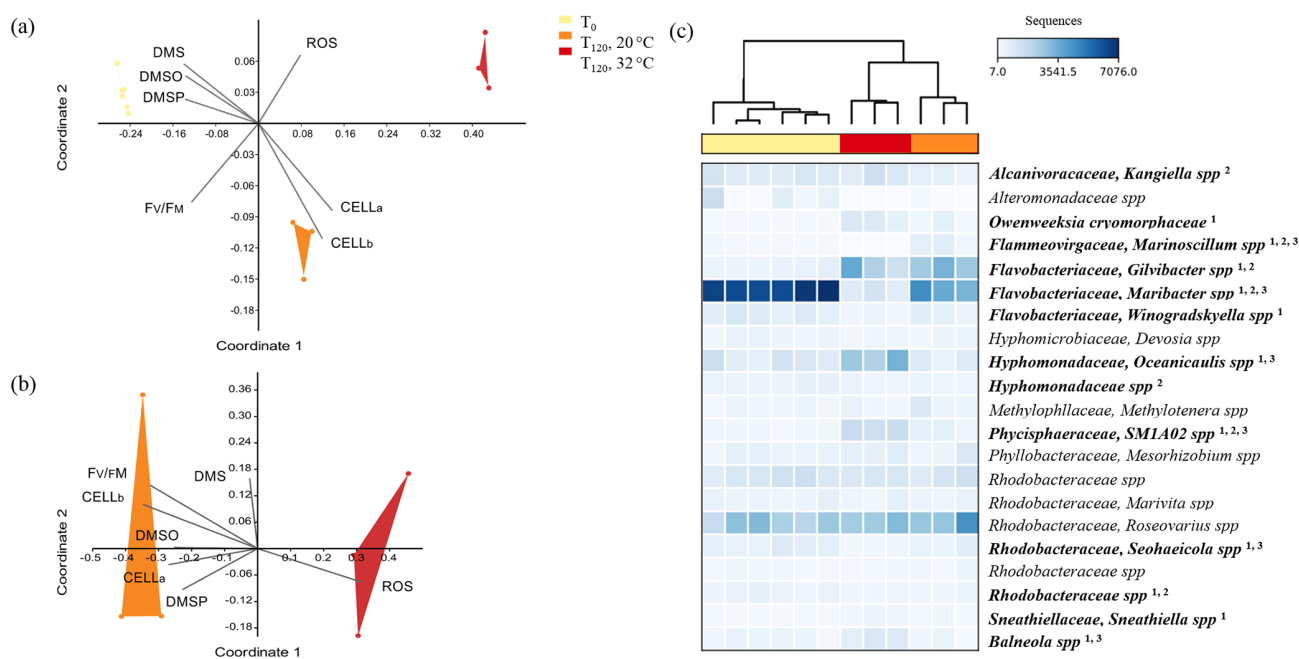 (a)
T0
T120, 20 °C
T120, 32 °C
DMS
DMSO
DMSP
ROS
FV/FM
CELLa
CELLb
0.06
0.03
-0.03
-0.06
-0.09
-0.12
-0.15
-0.18
-0.24 -0.16 -0.08 0.08 0.16 0.24 0.32 0.40
Coordinate 2
Coordinate 1
(b)
0.36
0.30
0.24
0.18
0.12
0.06
-0.06
-0.12
-0.18
-0.5 -0.4 -0.3 -0.2 -0.1 0.1 0.2 0.3 0.4
FV/FM
CELLb
DMS
DMSO
CELLa
DMSP
ROS
Coordinate 2
Coordinate 1
(c)
Sequences
7.0 3541.5 7076.0
Alcanivoracaceae, Kangiella spp 2
Alteromonadaceae spp
Owenweeksia cryomorphaceae 1
Flammeovirgaceae, Marinoscillum spp 1, 2, 3
Flavobacteriaceae, Gilvibacter spp 1, 2
Flavobacteriaceae, Maribacter spp 1, 2, 3
Flavobacteriaceae, Winogradskyella spp 1
Hyphomicrobiaceae, Devosia spp
Hyphomonadaceae, Oceanicaulis spp 1, 3
Hyphomonadaceae spp 2
Methylophllaceae, Methylotenera spp
Phycisphaeraceae, SM1A02 spp 1, 2, 3
Phyllobacteraceae, Mesorhizobium spp
Rhodobacteraceae spp
Rhodobacteraceae, Marivita spp
Rhodobacteraceae, Roseovarius spp
Rhodobacteraceae, Seohaeicola spp 1, 3
Rhodobacteraceae spp
Rhodobacteraceae spp 1, 2
Sneathiellaceae, Sneathiella spp 1
Balneola spp 1, 3